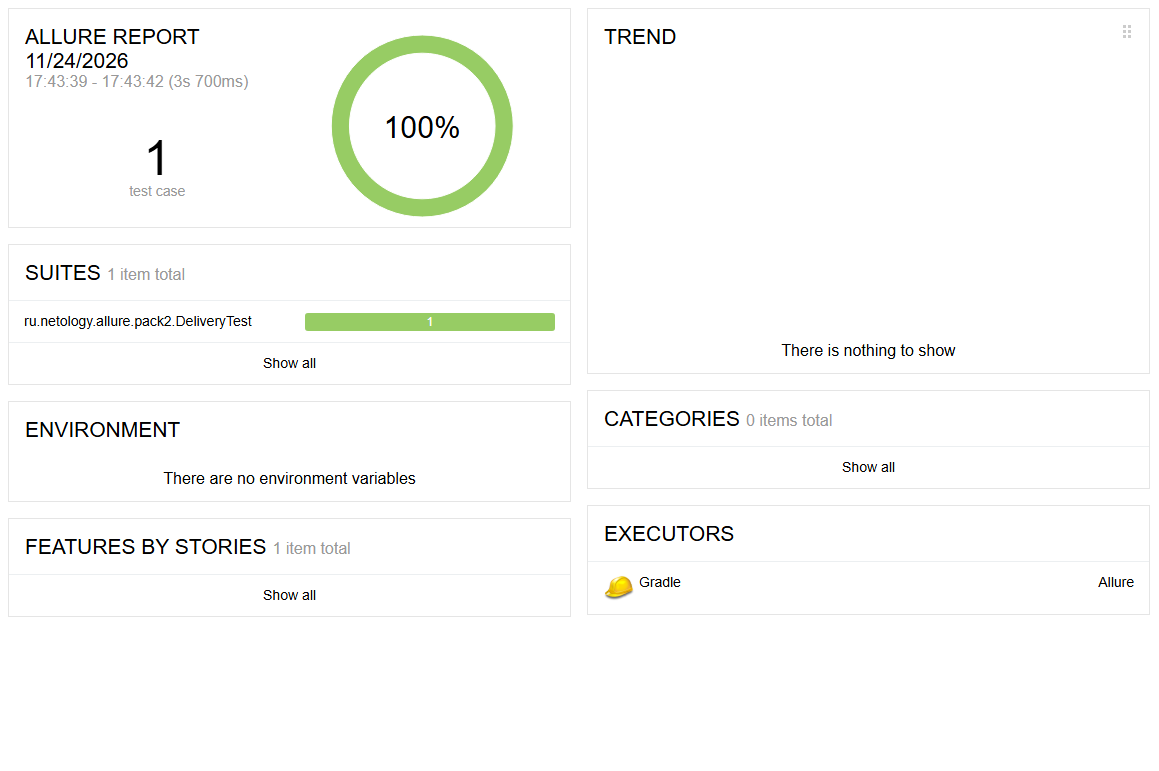 ALLURE REPORT
11/24/2026
17:43:39 - 17:43:42 (3s 700ms)
1
test case
100%
SUITES 1 item total
ru.netology.allure.pack2.DeliveryTest 1
Show all
ENVIRONMENT
There are no environment variables
FEATURES BY STORIES 1 item total
Show all
TREND
There is nothing to show
CATEGORIES 0 items total
Show all
EXECUTORS
Gradle Allure